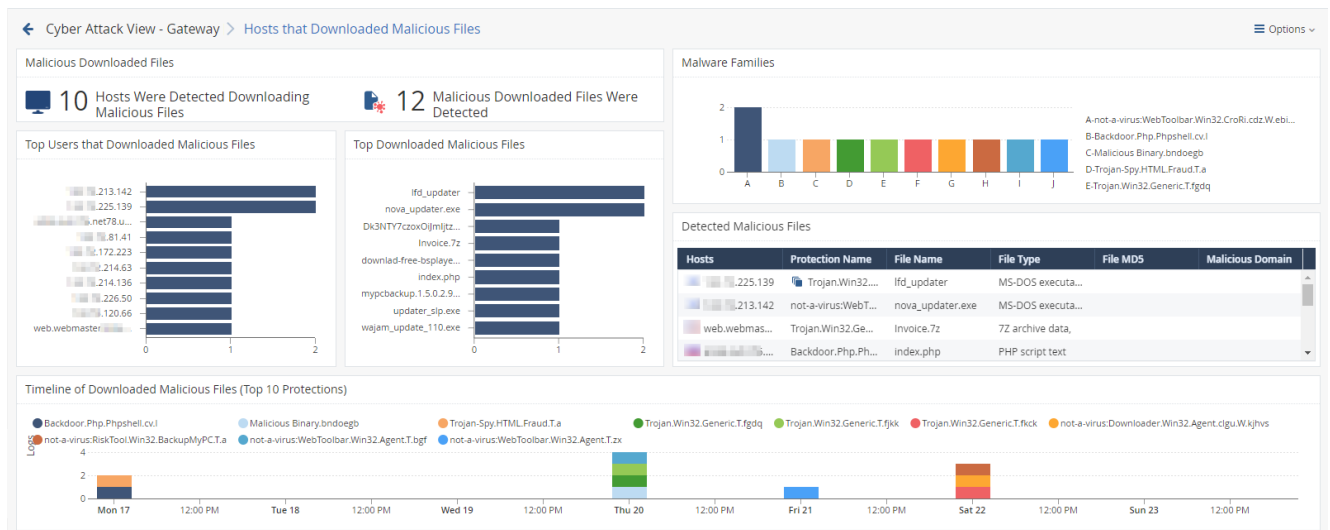 Cyber Attack View - Gateway > Hosts that Downloaded Malicious Files
Options
Malicious Downloaded Files
10 Hosts Were Detected Downloading Malicious Files
12 Malicious Downloaded Files Were Detected
Top Users that Downloaded Malicious Files
.213.142
.225.139
.net78.u...
.81.41
.172.223
.214.63
.214.136
.226.50
.120.66
web.webmaster
0 1 2
Top Downloaded Malicious Files
lfd_updater
nova_updater.exe
Dk3NTY7czoxOiJmIjtz...
Invoice.7z
downlad-free-bsplaye...
index.php
mypcbackup.1.5.0.2.9...
updater_slp.exe
wajam_update_110.exe
0 1 2
Malware Families
2
1
0
A B C D E F G H I J
A-not-a-virus:WebToolbar.Win32.CroRi.cdz.W.ebi...
B-Backdoor.Php.Phpshell.cv.l
C-Malicious Binary.bndoegb
D-Trojan-Spy.HTML.Fraud.T.a
E-Trojan.Win32.Generic.T.fgdq
Detected Malicious Files
Hosts Protection Name File Name File Type File MD5 Malicious Domain
.225.139 Trojan.Win32.... lfd_updater MS-DOS executa...
.213.142 not-a-virus:WebT... nova_updater.exe MS-DOS executa...
web.webmas... Trojan.Win32.Ge... Invoice.7z 7Z archive data,
Backdoor.Php.Ph... index.php PHP script text
Timeline of Downloaded Malicious Files (Top 10 Protections)
Backdoor.Php.Phpshell.cv.l Malicious Binary.bndoegb Trojan-Spy.HTML.Fraud.T.a Trojan.Win32.Generic.T.fgdq Trojan.Win32.Generic.T.fjkk Trojan.Win32.Generic.T.fkck not-a-virus:Downloader.Win32.Agent.clgu.W.kjhvs
not-a-virus:RiskTool.Win32.BackupMyPC.T.a not-a-virus:WebToolbar.Win32.Agent.T.bgf not-a-virus:WebToolbar.Win32.Agent.T.zx
Logs
4
2
0
Mon 17 12:00 PM Tue 18 12:00 PM Wed 19 12:00 PM Thu 20 12:00 PM Fri 21 12:00 PM Sat 22 12:00 PM Sun 23 12:00 PM